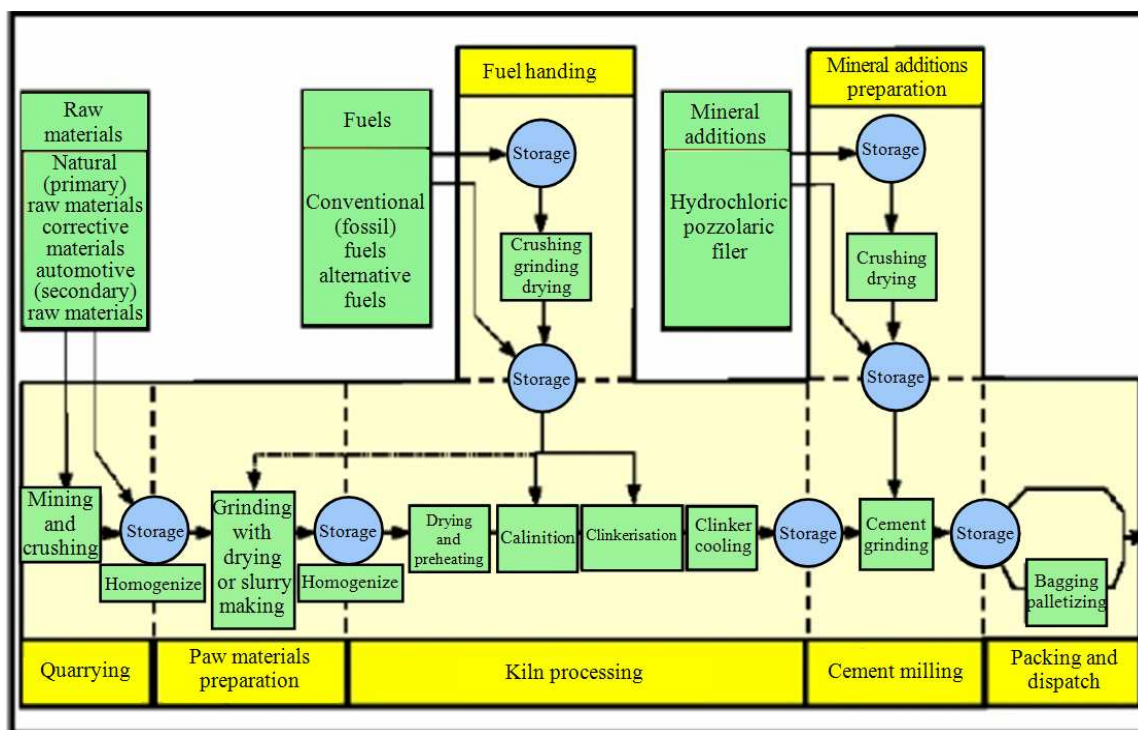 Fuel handing
Mineral additions
preparation
Raw
materials
Natural
(primary)
raw materials
corrective
materials
automotive
(secondary)
raw materials
Fuels
Conventional
(fossil)
fuels
alternative
fuels
Storage
Crushing
grinding
drying
Storage
Mineral
additions
Hydrochloric
pozzolaric
filer
Storage
Crushing
drying
Storage
Mining
and
crushing
Storage
Homogenize
Grinding
with
drying
or slurry
making
Storage
Homogenize
Drying
and
preheating
Calinition
Clinkerisation
Clinker
cooling
Storage
Cement
grinding
Storage
Bagging
palletizing
Quarrying
Paw materials
preparation
Kiln processing
Cement milling
Packing and
dispatch